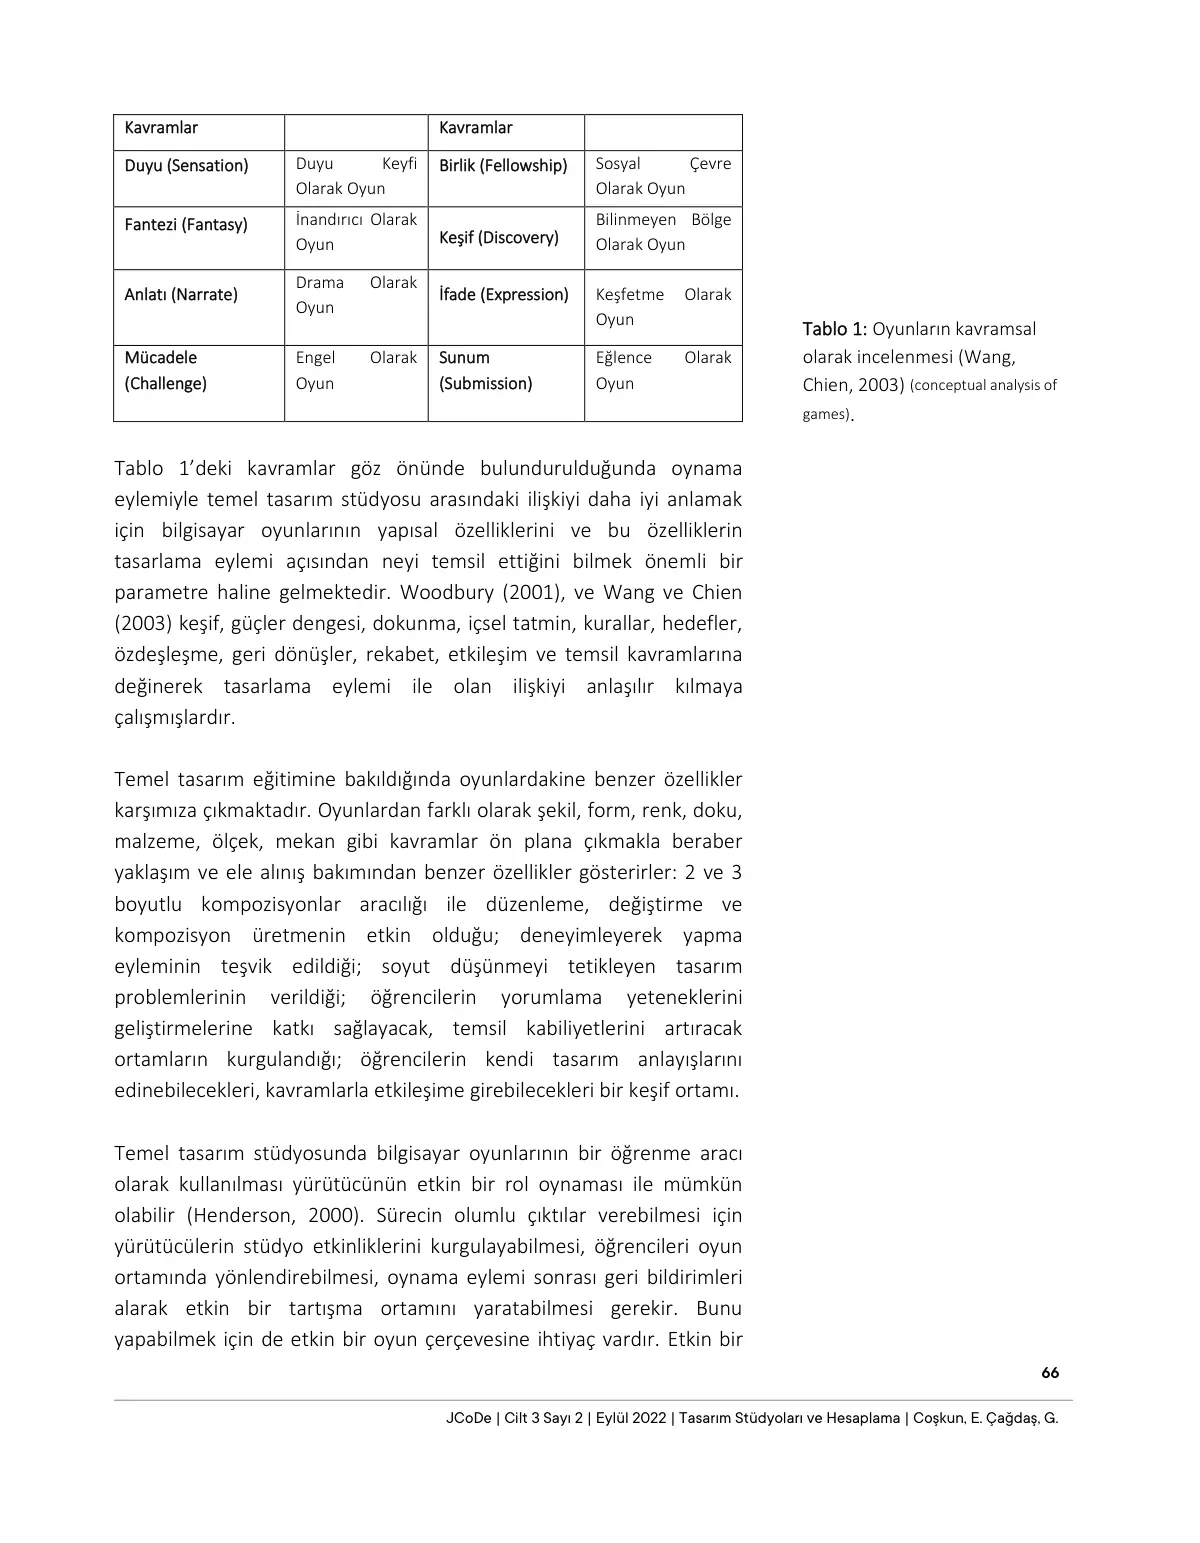 Kavramlar Kavramlar
Duyu (Sensation) Duyu Keyfi Birlik (Fellowship) Sosyal Çevre
Olarak Oyun Olarak Oyun
Fantezi (Fantasy) İnandırıcı Olarak Keşif (Discovery) Bilinmeyen Bölge
Oyun Olarak Oyun
Anlatı (Narrate) Drama Olarak İfade (Expression) Keşfetme Olarak
Oyun Oyun
Mücadele Engel Olarak Sunum Eğlence Olarak
(Challenge) Oyun (Submission) Oyun
Tablo 1: Oyunların kavramsal
olarak incelenmesi (Wang,
Chien, 2003) (conceptual analysis of
games).
Tablo 1’deki kavramlar göz önünde bulundurulduğunda oynama
eylemiyle temel tasarım stüdyosu arasındaki ilişkiyi daha iyi anlamak
için bilgisayar oyunlarının yapısal özelliklerini ve bu özelliklerin
tasarlama eylemi açısından neyi temsil ettiğini bilmek önemli bir
parametre haline gelmektedir. Woodbury (2001), ve Wang ve Chien
(2003) keşif, güçler dengesi, dokunma, içsel tatmin, kurallar, hedefler,
özdeşleşme, geri dönüşler, rekabet, etkileşim ve temsil kavramlarına
değinerek tasarlama eylemi ile olan ilişkiyi anlaşılır kılmaya
çalışmışlardır.
Temel tasarım eğitimine bakıldığında oyunlardakine benzer özellikler
karşımıza çıkmaktadır. Oyunlardan farklı olarak şekil, form, renk, doku,
malzeme, ölçek, mekan gibi kavramlar ön plana çıkmakla beraber
yaklaşım ve ele alınış bakımından benzer özellikler gösterirler: 2 ve 3
boyutlu kompozisyonlar aracılığı ile düzenleme, değiştirme ve
kompozisyon üretmenin etkin olduğu; deneyimleyerek yapma
eyleminin teşvik edildiği; soyut düşünmeyi tetikleyen tasarım
problemlerinin verildiği; öğrencilerin yorumlama yeteneklerini
geliştirmelerine katkı sağlayacak, temsil kabiliyetlerini artıracak
ortamların kurgulandığı; öğrencilerin kendi tasarım anlayışlarını
edinebilecekleri, kavramlarla etkileşime girebilecekleri bir keşif ortamı.
Temel tasarım stüdyosunda bilgisayar oyunlarının bir öğrenme aracı
olarak kullanılması yürütücünün etkin bir rol oynaması ile mümkün
olabilir (Henderson, 2000). Sürecin olumlu çıktılar verebilmesi için
yürütücülerin stüdyo etkinliklerini kurgulayabilmesi, öğrencileri oyun
ortamında yönlendirebilmesi, oynama eylemi sonrası geri bildirimleri
alarak etkin bir tartışma ortamını yaratabilmesi gerekir. Bunu
yapabilmek için de etkin bir oyun çerçevesine ihtiyaç vardır. Etkin bir
66
JCoDe | Cilt 3 Sayı 2 | Eylül 2022 | Tasarım Stüdyoları ve Hesaplama | Coşkun, E. Çağdaş, G.